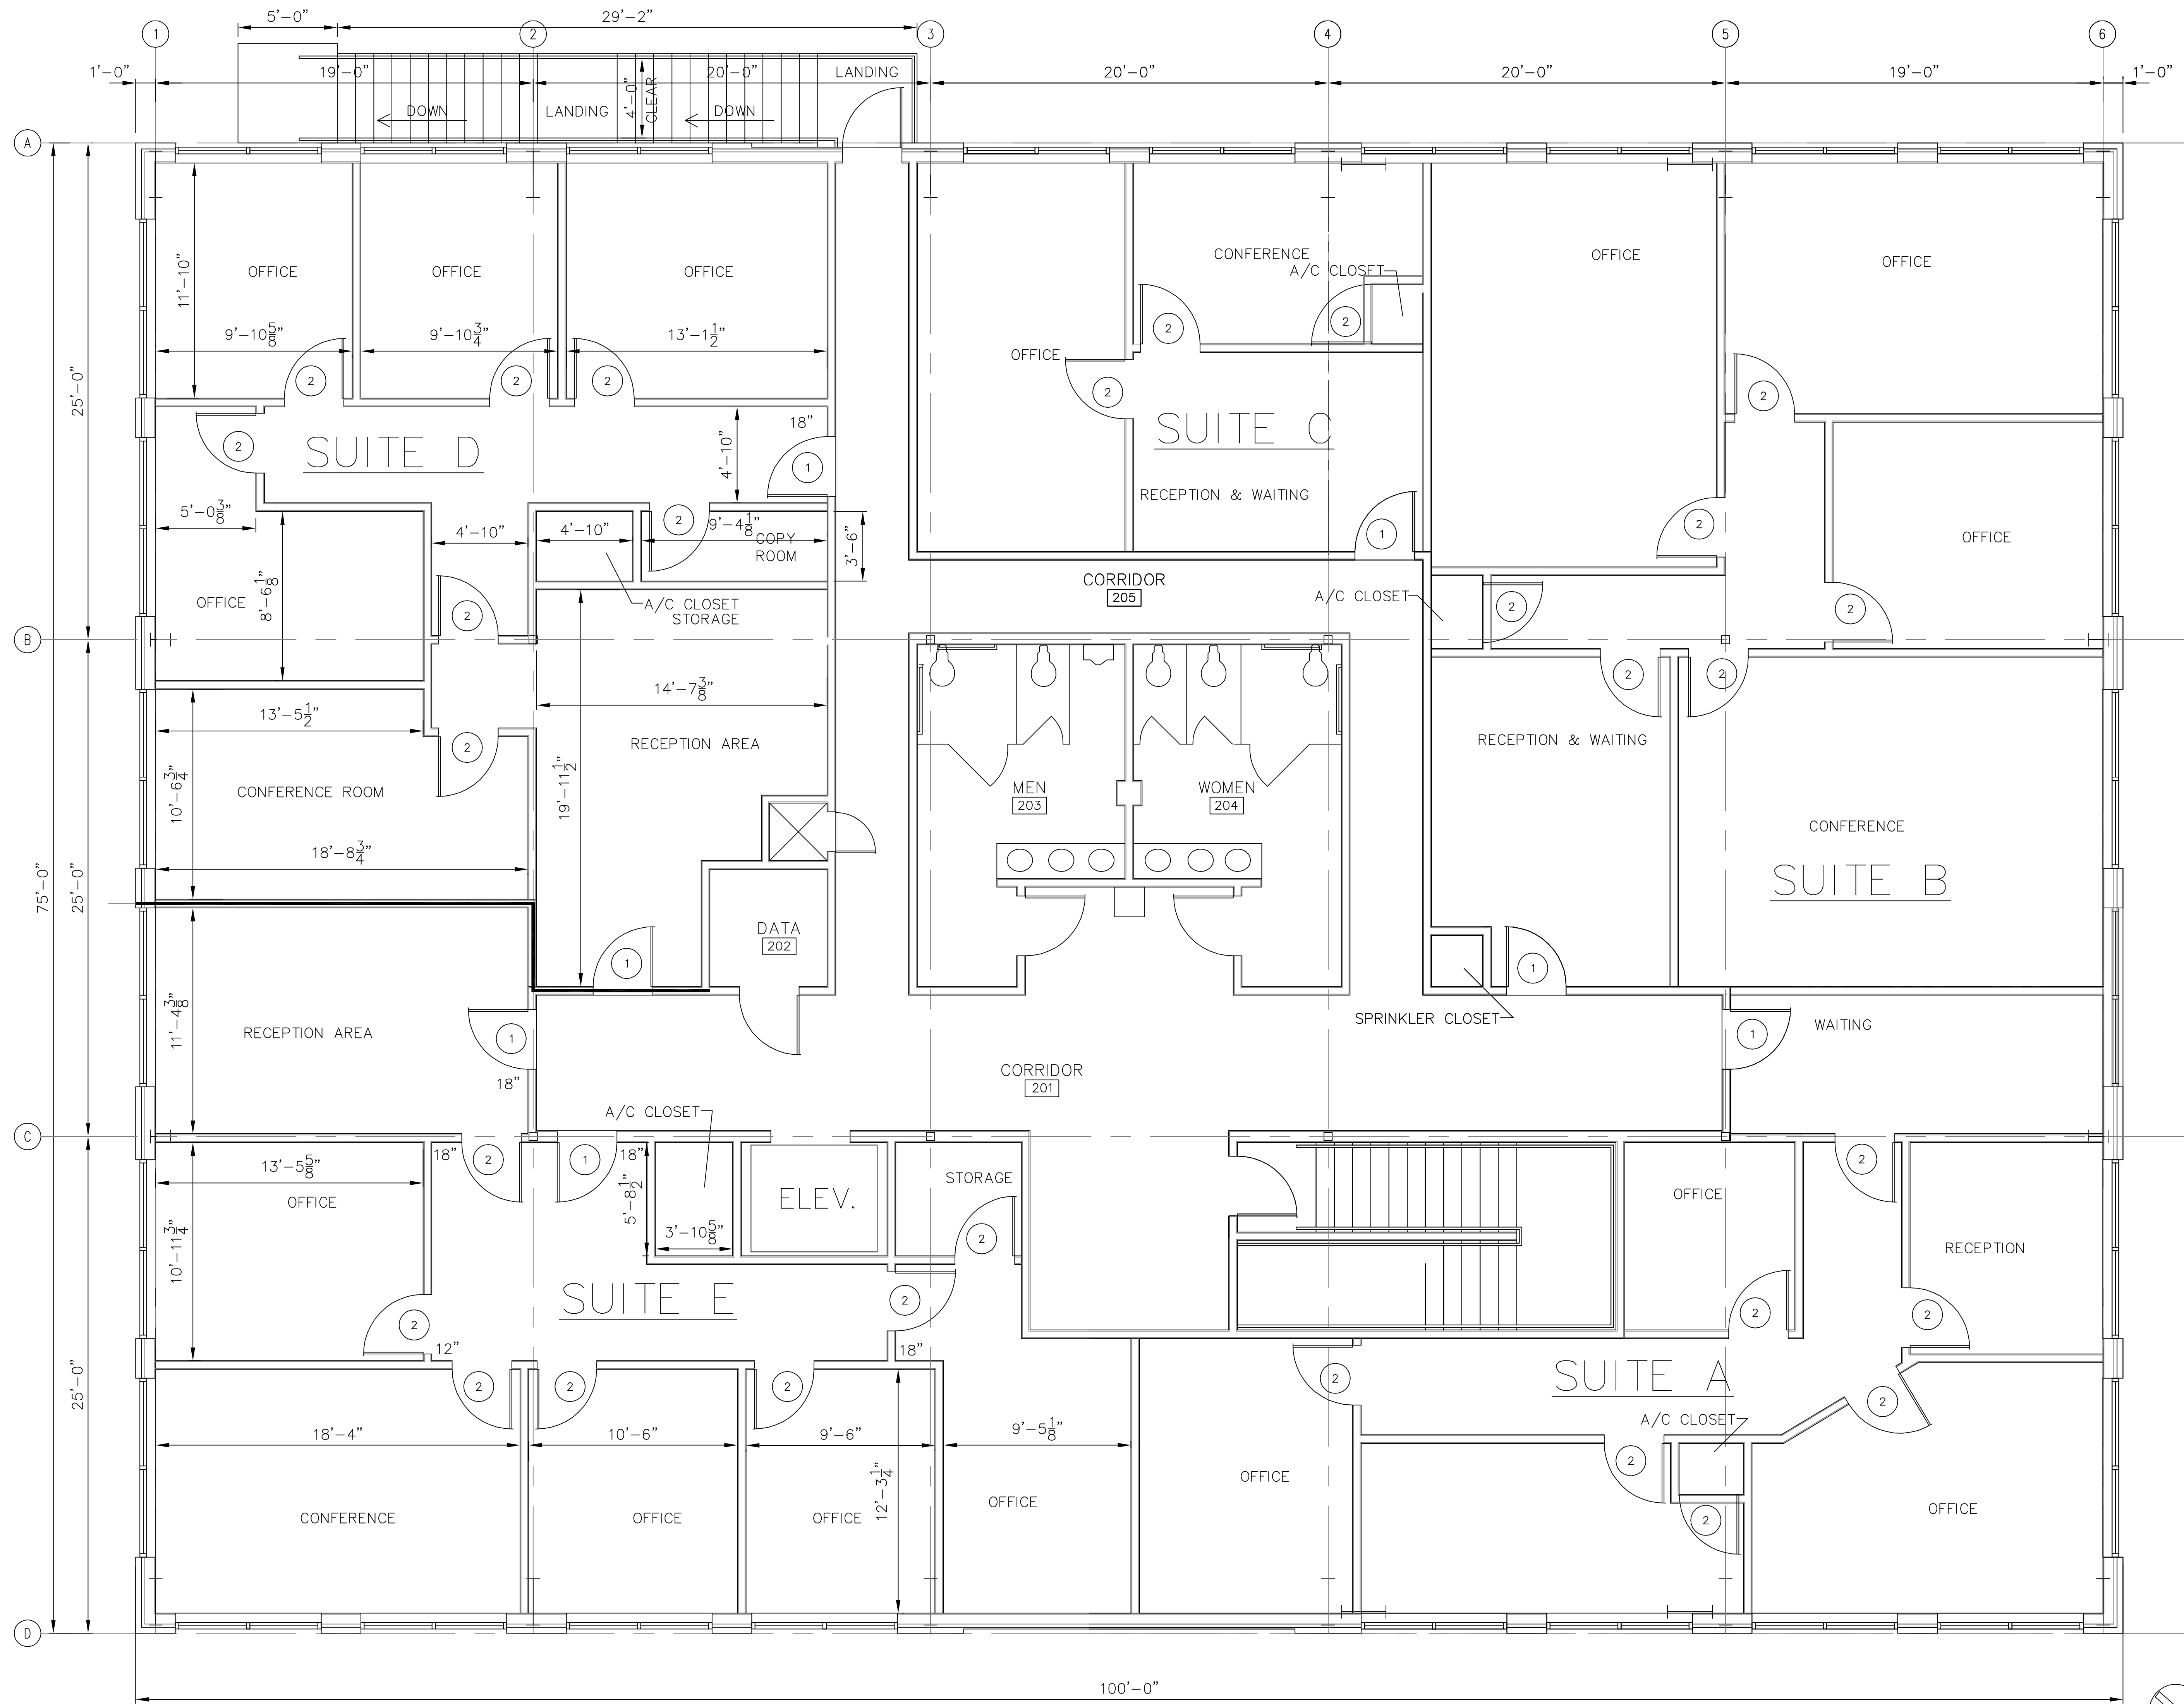 5'-0"
29'-2"
1 2 3 4 5 6
1'-0" 19'-0" 20'-0" 20'-0" 20'-0" 19'-0" 1'-0"
LANDING
4'-0"
CLEAR
DOWN LANDING DOWN
A
11'-10"
OFFICE OFFICE OFFICE
9'-10 5/8" 9'-10 3/4" 13'-1 1/2"
2 2 2
25'-0"
CONFERENCE
A/C CLOSET
2 2
OFFICE
2
SUITE C
RECEPTION & WAITING
1
OFFICE
OFFICE
2
2
OFFICE
2
2
SUITE D
18"
4'-10"
1
5'-0 3/8"
4'-10"
4'-10"
2
9'-4 1/8"
COPY
ROOM
3'-6"
OFFICE
8'-6 1/8"
2
A/C CLOSET
STORAGE
CORRIDOR
205
A/C CLOSET
2
B
14'-7 3/8"
RECEPTION AREA
19'-11 1/2"
13'-5 1/2"
2
10'-6 3/4"
CONFERENCE ROOM
18'-8 3/4"
MEN
203
WOMEN
204
2 2
RECEPTION & WAITING
CONFERENCE
SUITE B
75'-0"
25'-0"
DATA
202
1
1
SPRINKLER CLOSET
11'-4 3/8"
RECEPTION AREA
1
18"
CORRIDOR
201
1
WAITING
C
A/C CLOSET
13'-5 5/8"
OFFICE
18"
2
1
18"
5'-8 1/2"
3'-10 5/8"
ELEV.
STORAGE
2
10'-11 3/4"
2
12"
SUITE E
2
18"
OFFICE
2
2
RECEPTION
2
SUITE A
2
2
A/C CLOSET
2
2
25'-0"
2 2 2
18'-4" 10'-6" 9'-6" 9'-5 1/8"
12'-3 1/4"
CONFERENCE OFFICE OFFICE OFFICE OFFICE OFFICE
D
100'-0"